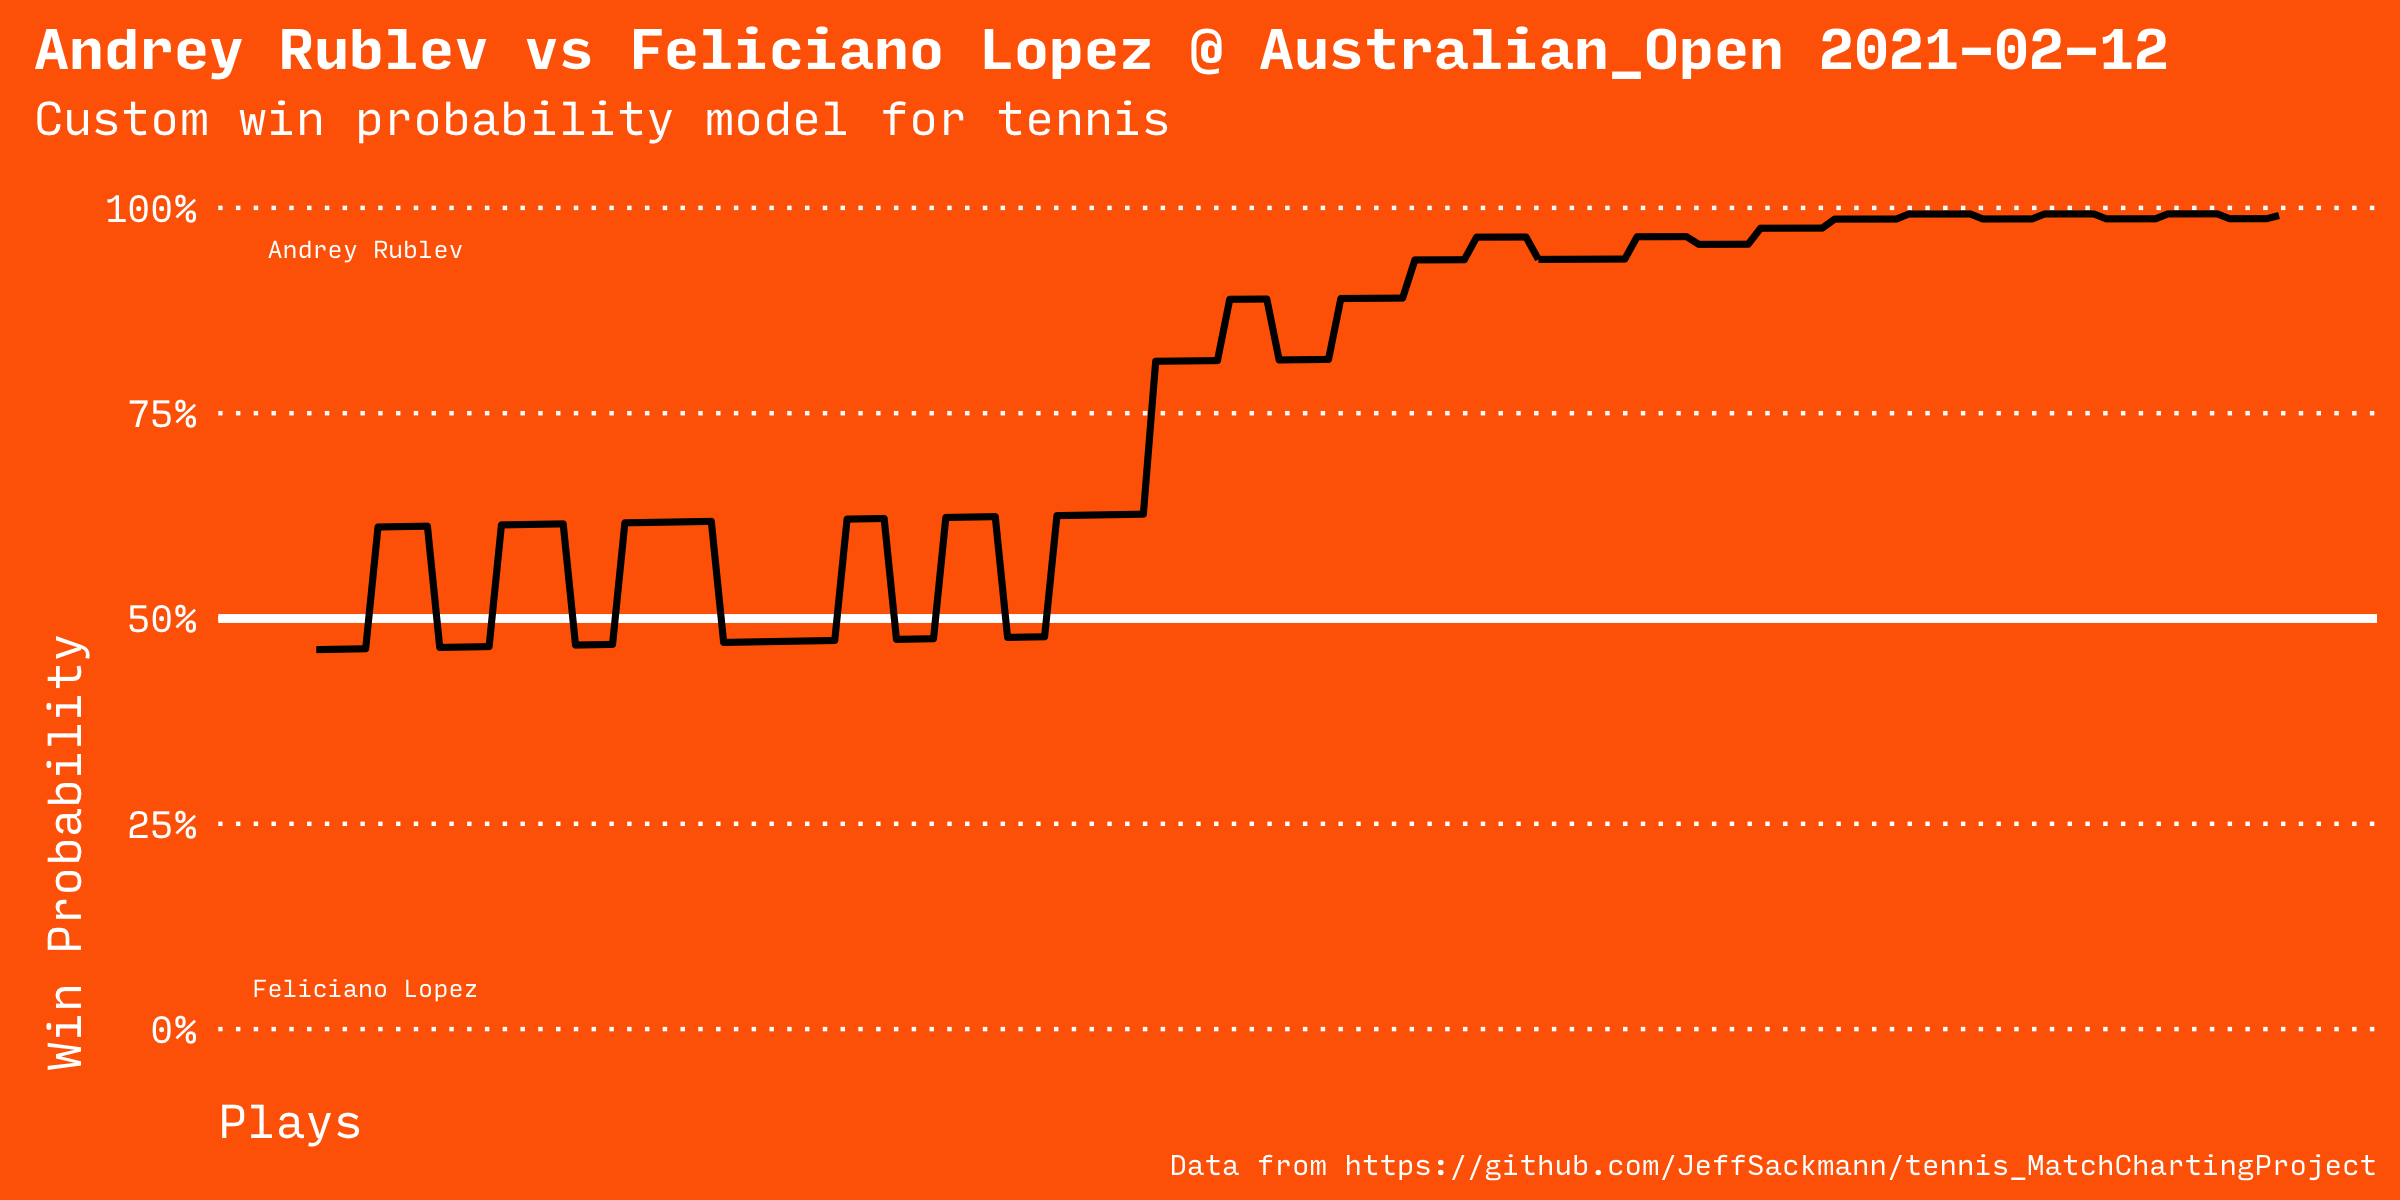 Andrey Rublev vs Feliciano Lopez @ Australian_Open 2021-02-12
Custom win probability model for tennis
100%
Andrey Rublev
75%
50%
25%
Feliciano Lopez
0%
Win Probability
Plays
Data from https://github.com/JeffSackmann/tennis_MatchChartingProject